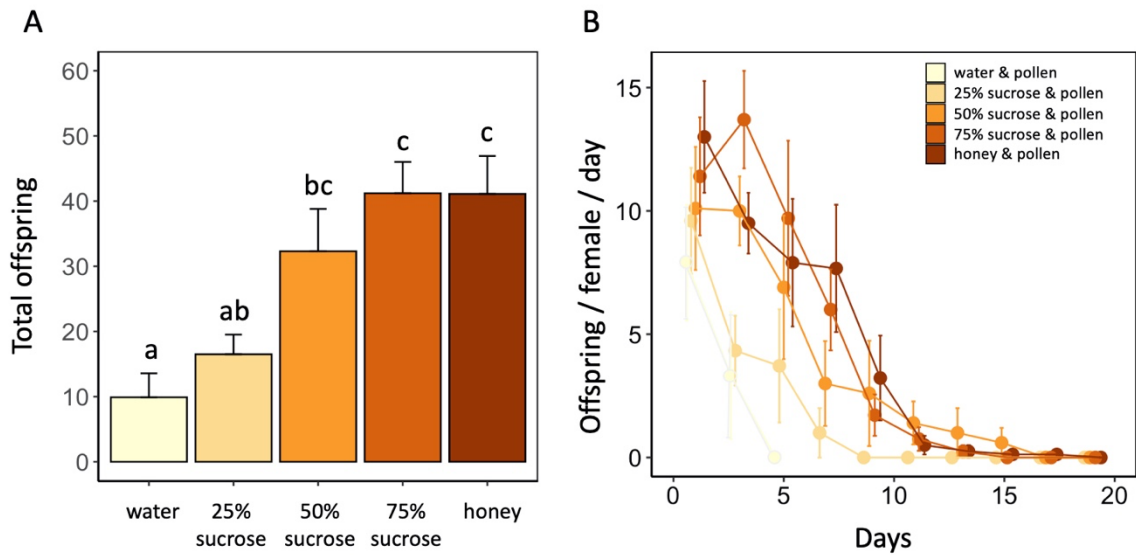 A
Total offspring
60
50
40
30
20
10
0
a
ab
bc
c
c
water
25%
sucrose
50%
sucrose
75%
sucrose
honey
B
Offspring / female / day
15
10
5
0
water & pollen
25% sucrose & pollen
50% sucrose & pollen
75% sucrose & pollen
honey & pollen
0
5
10
15
20
Days